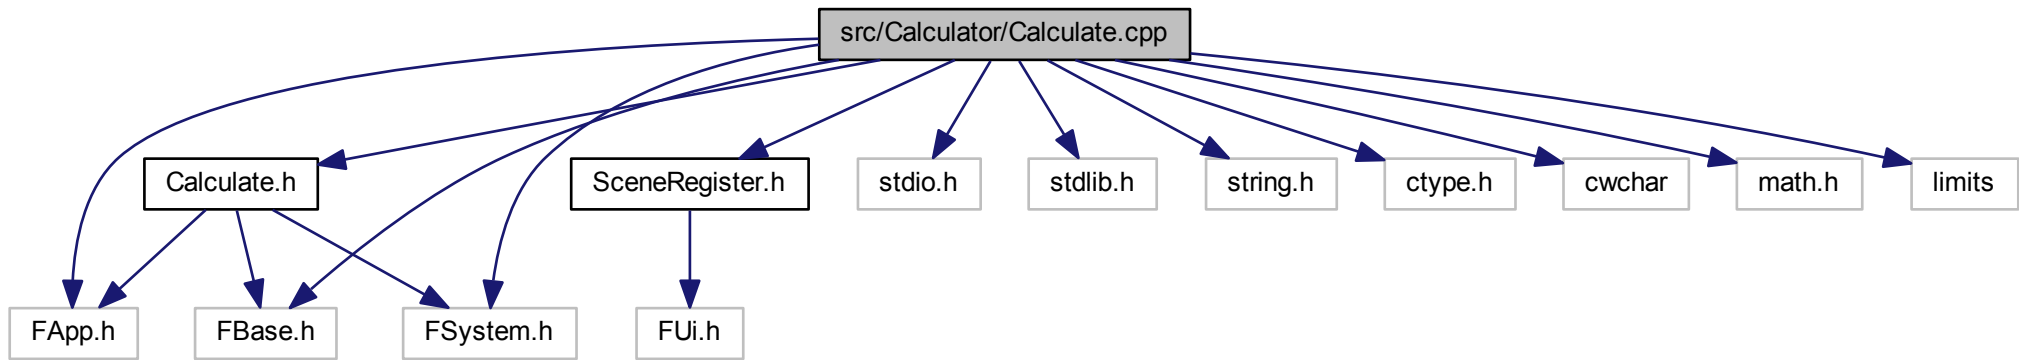 src/Calculator/Calculate.cpp
Calculate.h
SceneRegister.h
stdio.h
stdlib.h
string.h
ctype.h
cwchar
math.h
limits
FApp.h
FBase.h
FSystem.h
FUi.h